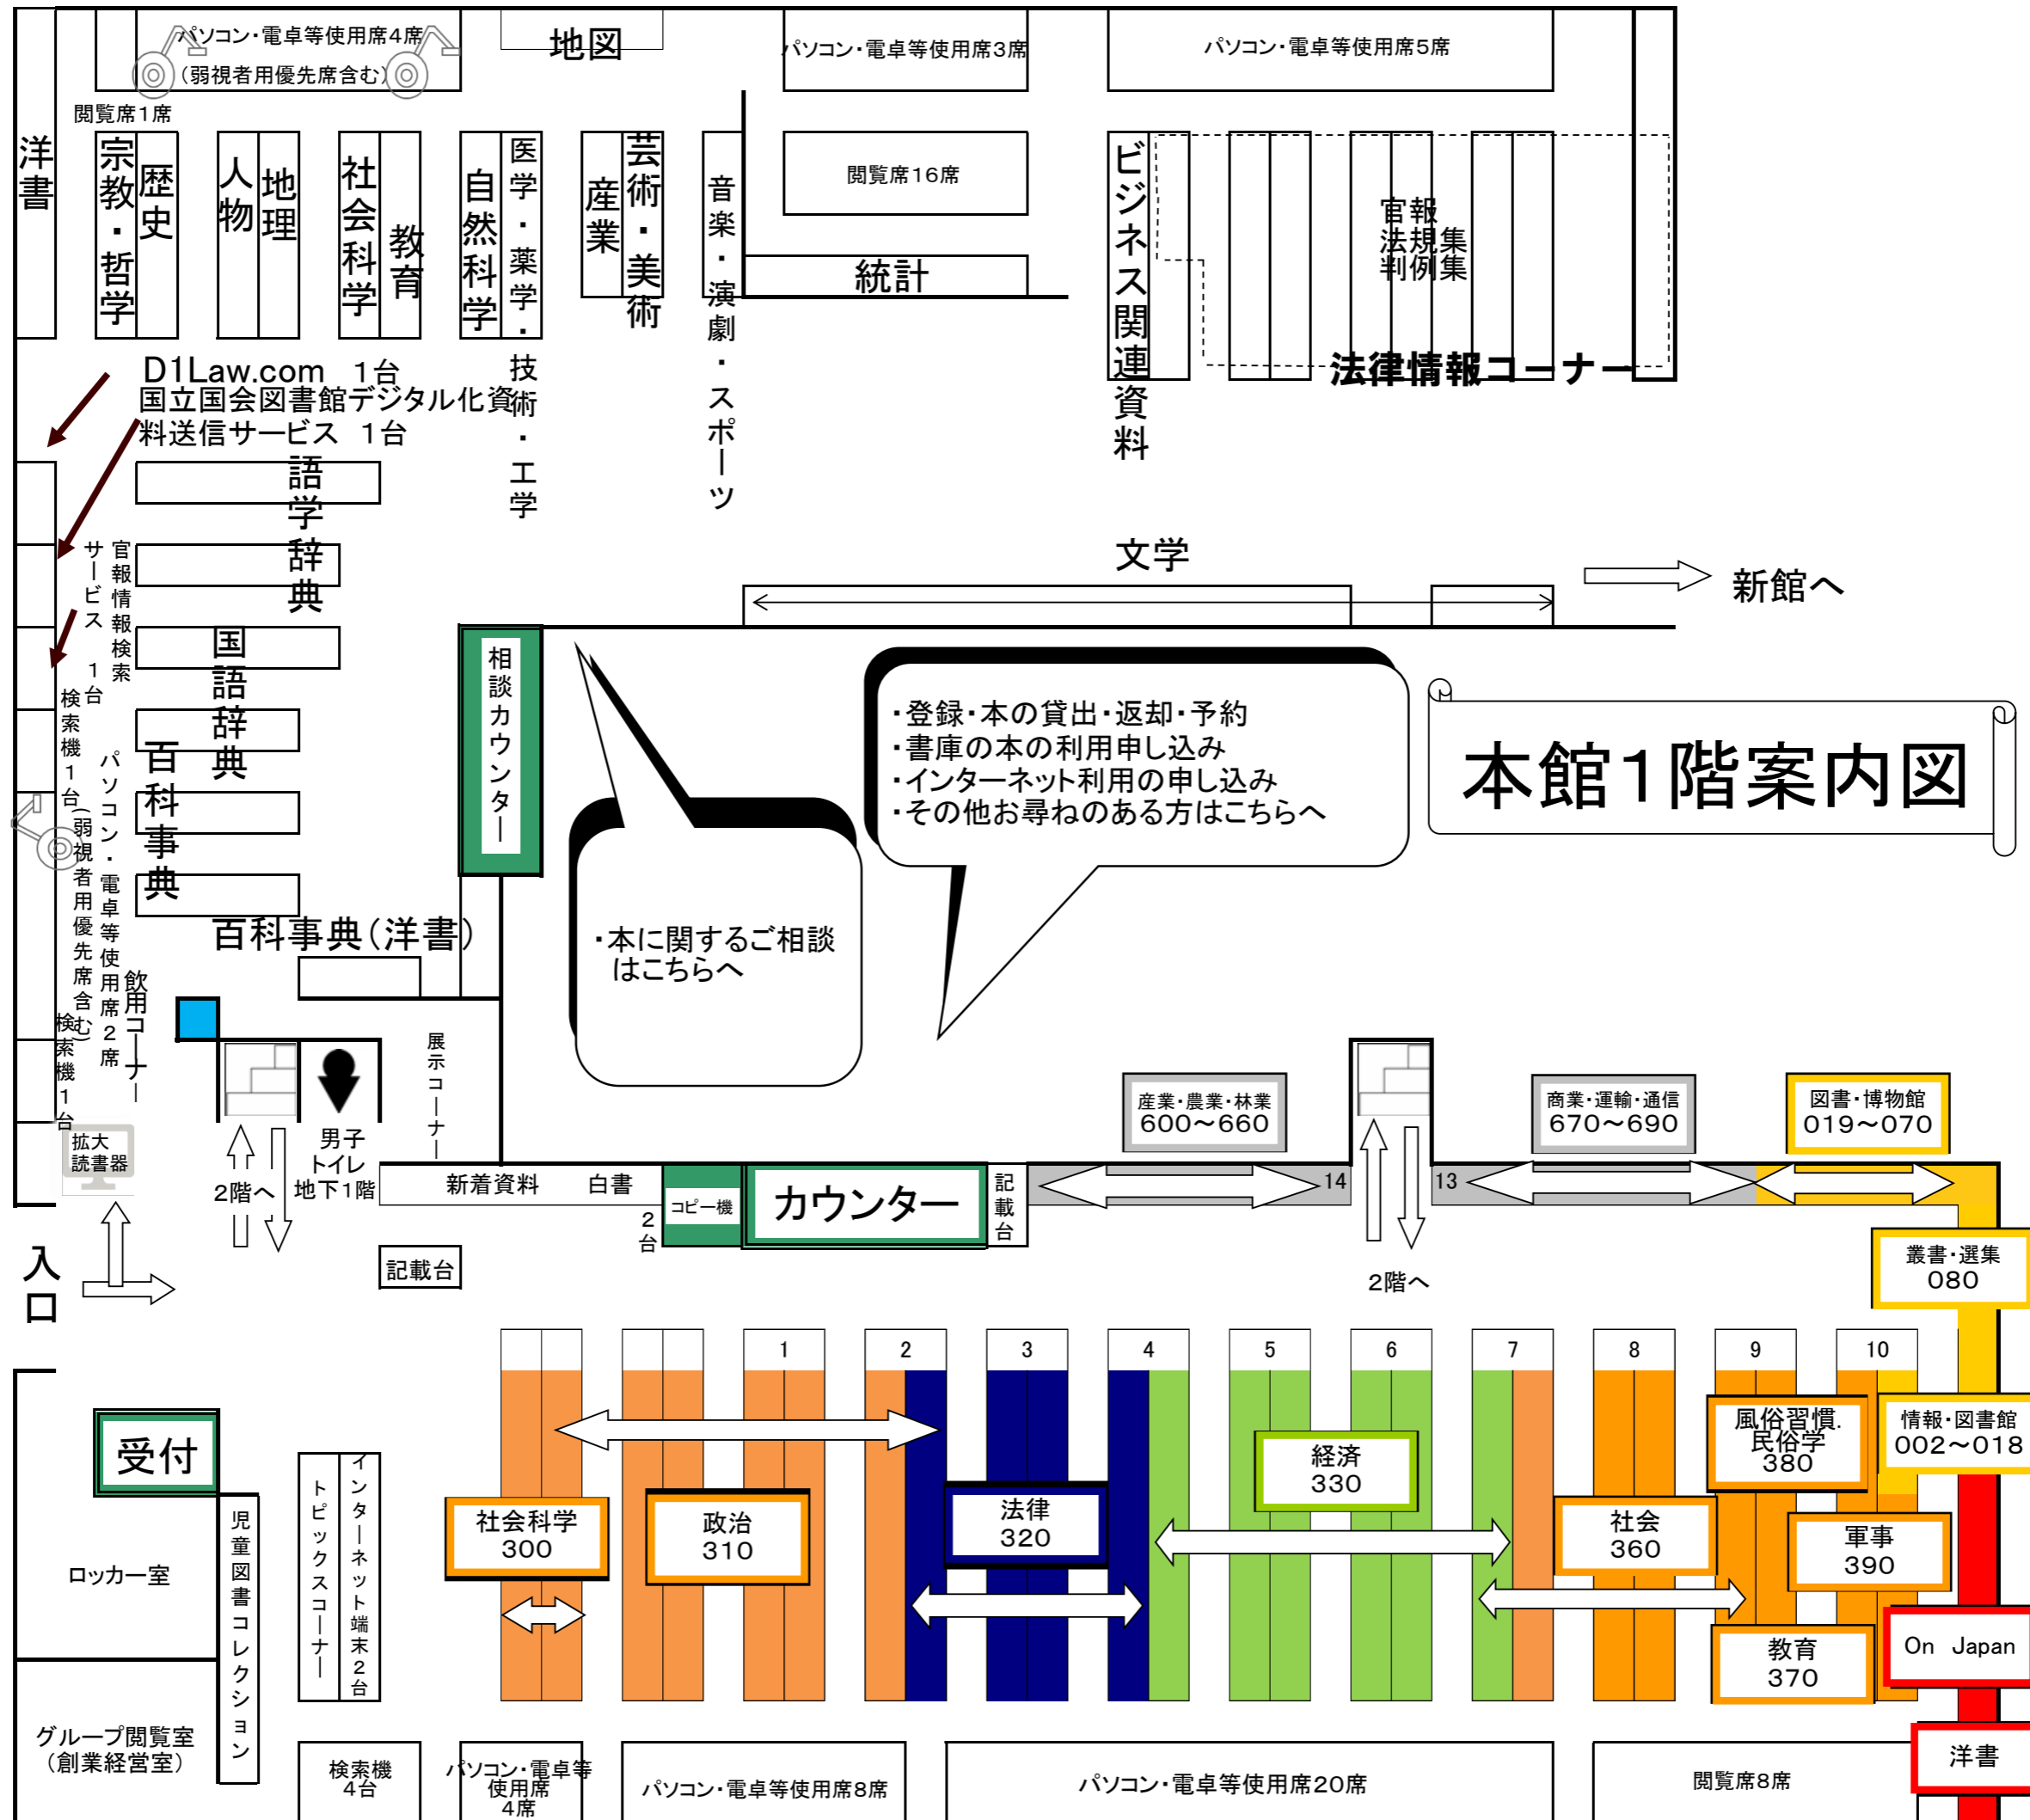 パソコン・電卓等使用席4席
(弱視者用優先席含む)
地図
パソコン・電卓等使用席3席
パソコン・電卓等使用席5席
閲覧席1席
洋書
宗教・哲学
歴史
人物
地理
社会科学
教育
自然科学
医学・薬学・技術・工学
産業
芸術・美術
音楽・演劇・スポーツ
閲覧席16席
統計
ビジネス関連資料
官報
法規集
判例集
法律情報コーナー
D1Law.com 1台
国立国会図書館デジタル化資
料送信サービス 1台
語学辞典
官報情報検索
サービス 1台
国語辞典
検索機1台
百科事典
パソコン・電卓等使用席2席
(弱視者用優先席含む)
百科事典(洋書)
飲用コーナー
検索機1台
拡大
読書器
文学
新館へ
相談カウンター
・登録・本の貸出・返却・予約
・書庫の本の利用申し込み
・インターネット利用の申し込み
・その他お尋ねのある方はこちらへ
本館1階案内図
・本に関するご相談
はこちらへ
展示コーナー
2階へ
男子
トイレ
地下1階
新着資料 白書
コピー機
2台
カウンター
記載台
記載台
産業・農業・林業
600~660
14
13
2階へ
商業・運輸・通信
670~690
図書・博物館
019~070
叢書・選集
080
入口
1
2
3
4
5
6
7
8
9
10
受付
ロッカー室
児童図書コレクション
トピックスコーナー
インターネット端末2台
社会科学
300
政治
310
法律
320
経済
330
社会
360
風俗習慣.
民俗学
380
情報・図書館
002~018
軍事
390
教育
370
On Japan
洋書
グループ閲覧室
(創業経営室)
検索機
4台
パソコン・電卓等
使用席
4席
パソコン・電卓等使用席8席
パソコン・電卓等使用席20席
閲覧席8席